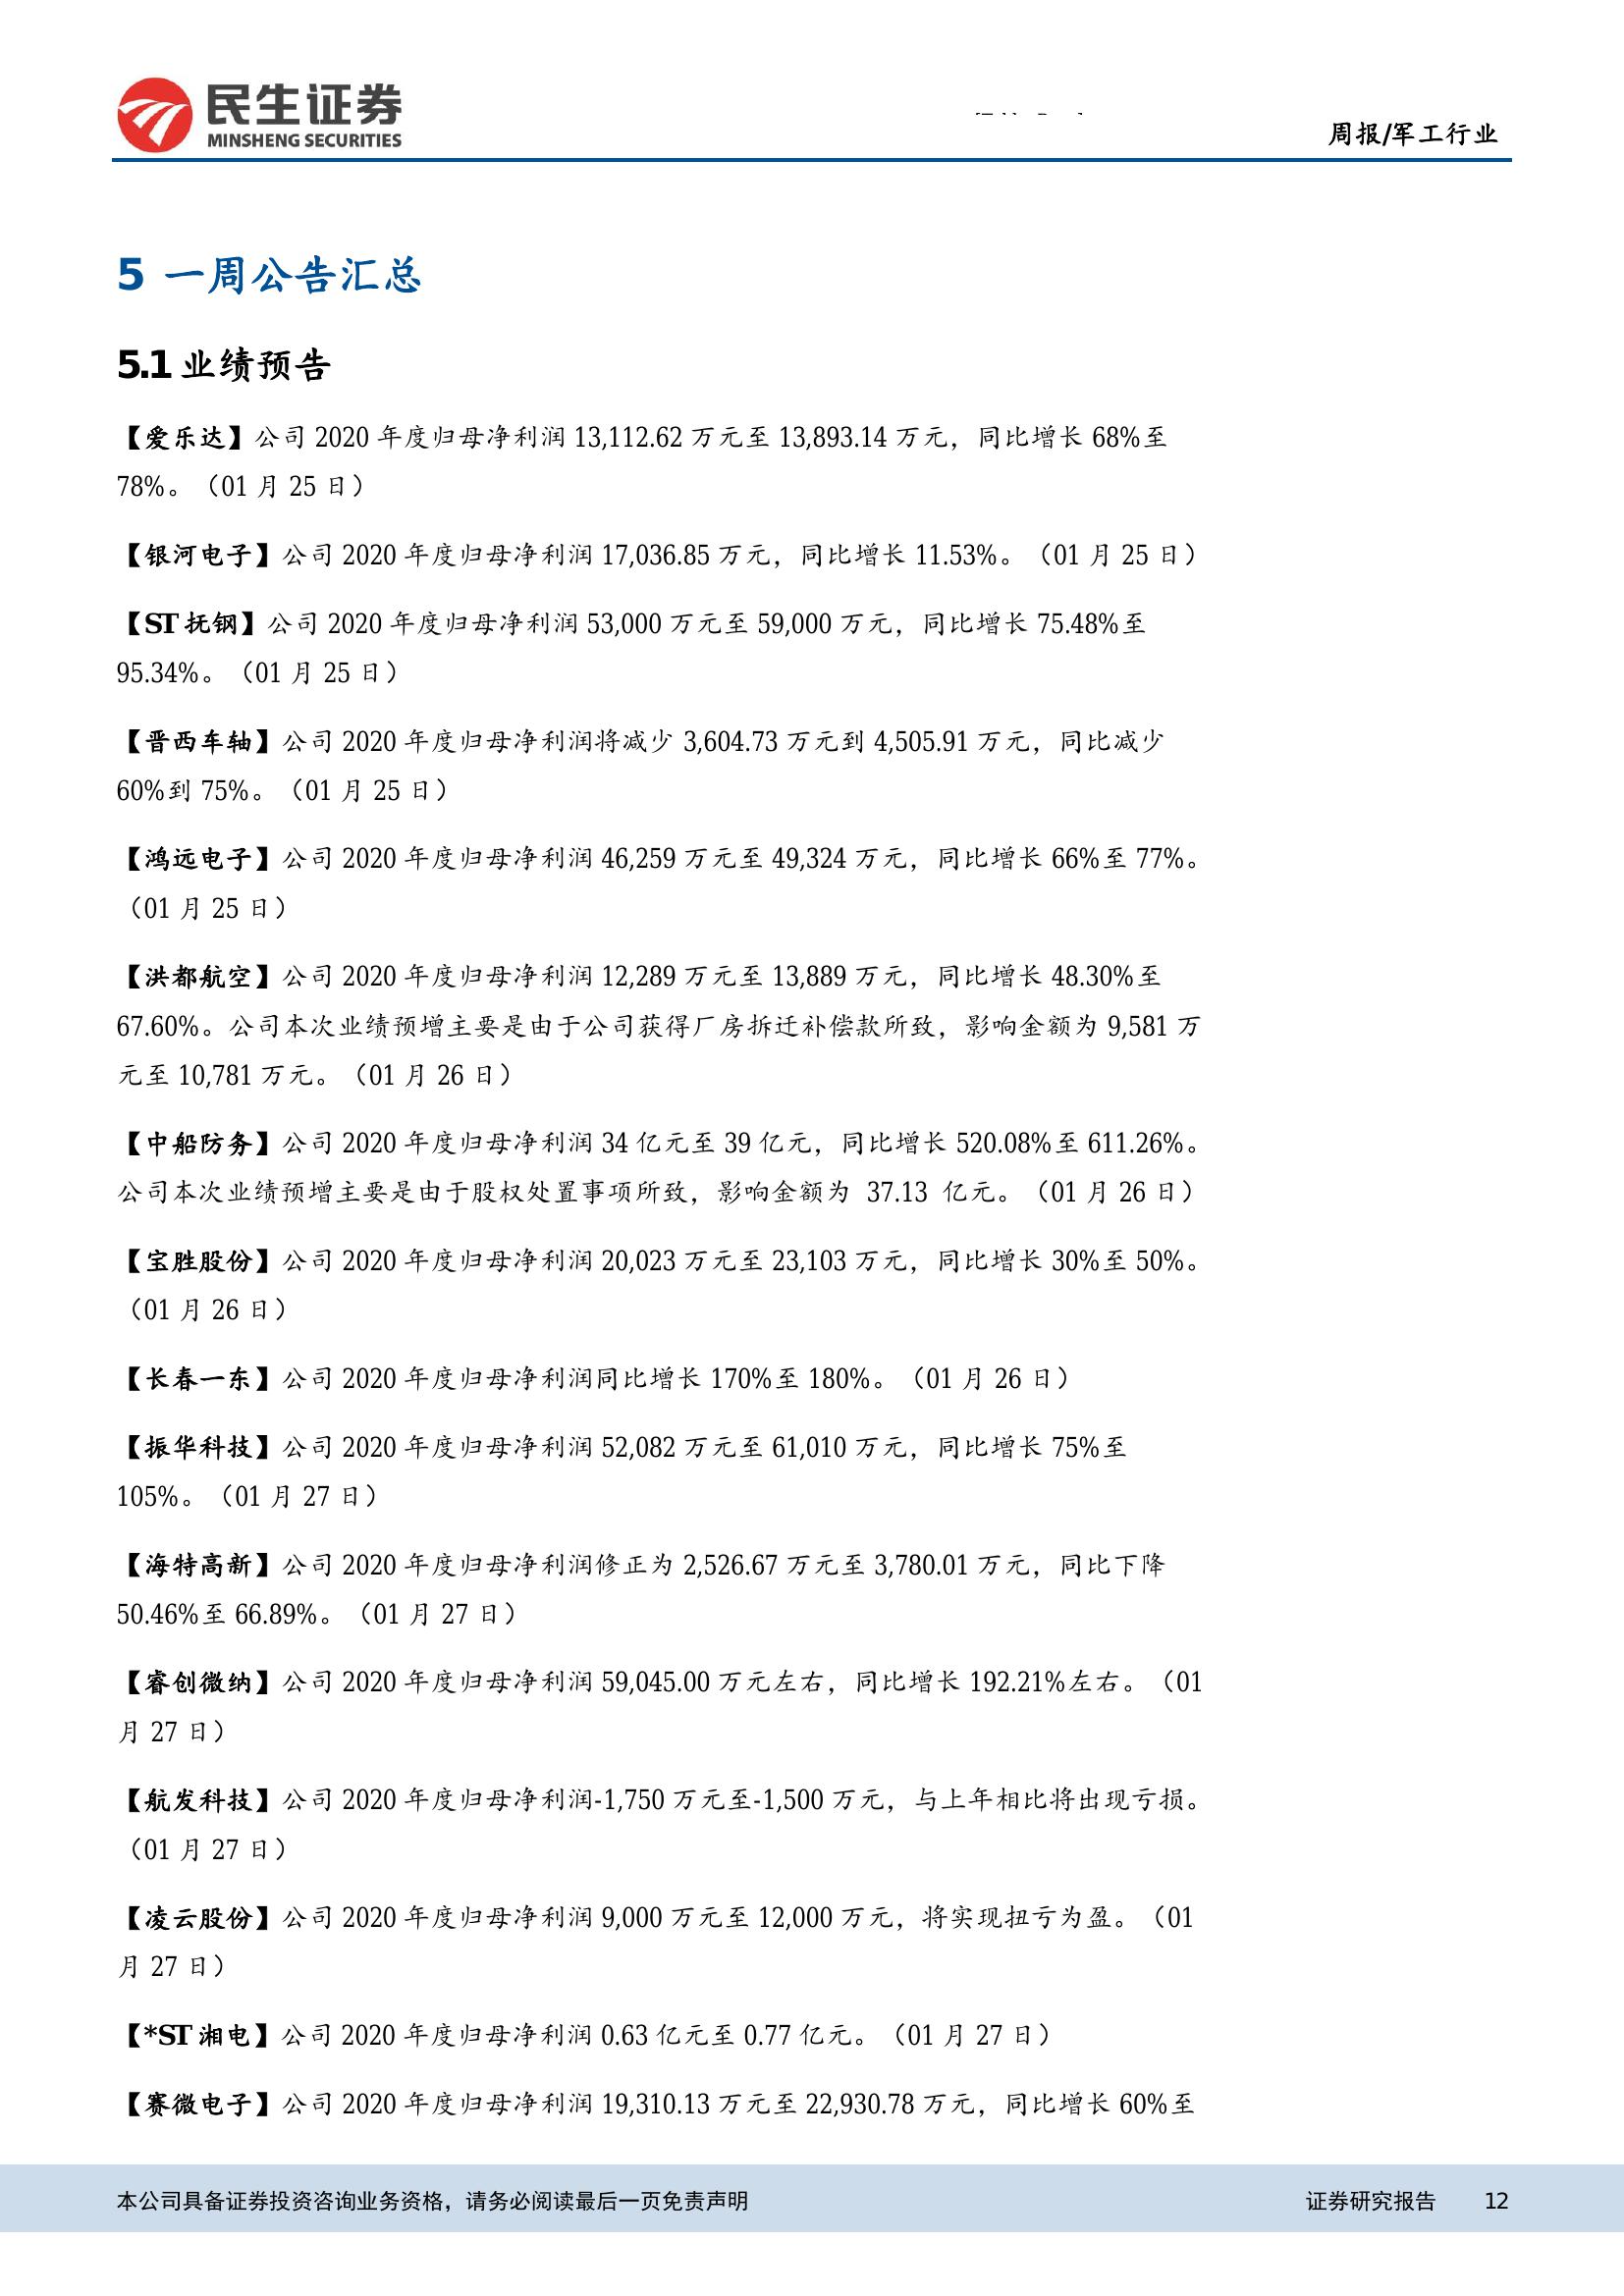 民生证券
MINSHENG SECURITIES
周报/军工行业
5 一周公告汇总
5.1 业绩预告
【爱乐达】公司 2020 年度归母净利润 13,112.62 万元至 13,893.14 万元，同比增长 68%至
78%。（01 月 25 日）
【银河电子】公司 2020 年度归母净利润 17,036.85 万元，同比增长 11.53%。（01 月 25 日）
【ST 抚钢】公司 2020 年度归母净利润 53,000 万元至 59,000 万元，同比增长 75.48%至
95.34%。（01 月 25 日）
【晋西车轴】公司 2020 年度归母净利润将减少 3,604.73 万元到 4,505.91 万元，同比减少
60%到 75%。（01 月 25 日）
【鸿远电子】公司 2020 年度归母净利润 46,259 万元至 49,324 万元，同比增长 66%至 77%。
（01 月 25 日）
【洪都航空】公司 2020 年度归母净利润 12,289 万元至 13,889 万元，同比增长 48.30%至
67.60%。公司本次业绩预增主要是由于公司获得厂房拆迁补偿款所致，影响金额为 9,581 万
元至 10,781 万元。（01 月 26 日）
【中船防务】公司 2020 年度归母净利润 34 亿元至 39 亿元，同比增长 520.08%至 611.26%。
公司本次业绩预增主要是由于股权处置事项所致，影响金额为 37.13 亿元。（01 月 26 日）
【宝胜股份】公司 2020 年度归母净利润 20,023 万元至 23,103 万元，同比增长 30%至 50%。
（01 月 26 日）
【长春一东】公司 2020 年度归母净利润同比增长 170%至 180%。（01 月 26 日）
【振华科技】公司 2020 年度归母净利润 52,082 万元至 61,010 万元，同比增长 75%至
105%。（01 月 27 日）
【海特高新】公司 2020 年度归母净利润修正为 2,526.67 万元至 3,780.01 万元，同比下降
50.46%至 66.89%。（01 月 27 日）
【睿创微纳】公司 2020 年度归母净利润 59,045.00 万元左右，同比增长 192.21%左右。（01
月 27 日）
【航发科技】公司 2020 年度归母净利润-1,750 万元至-1,500 万元，与上年相比将出现亏损。
（01 月 27 日）
【凌云股份】公司 2020 年度归母净利润 9,000 万元至 12,000 万元，将实现扭亏为盈。（01
月 27 日）
【*ST 湘电】公司 2020 年度归母净利润 0.63 亿元至 0.77 亿元。（01 月 27 日）
【赛微电子】公司 2020 年度归母净利润 19,310.13 万元至 22,930.78 万元，同比增长 60%至
本公司具备证券投资咨询业务资格，请务必阅读最后一页免责声明
证券研究报告 12